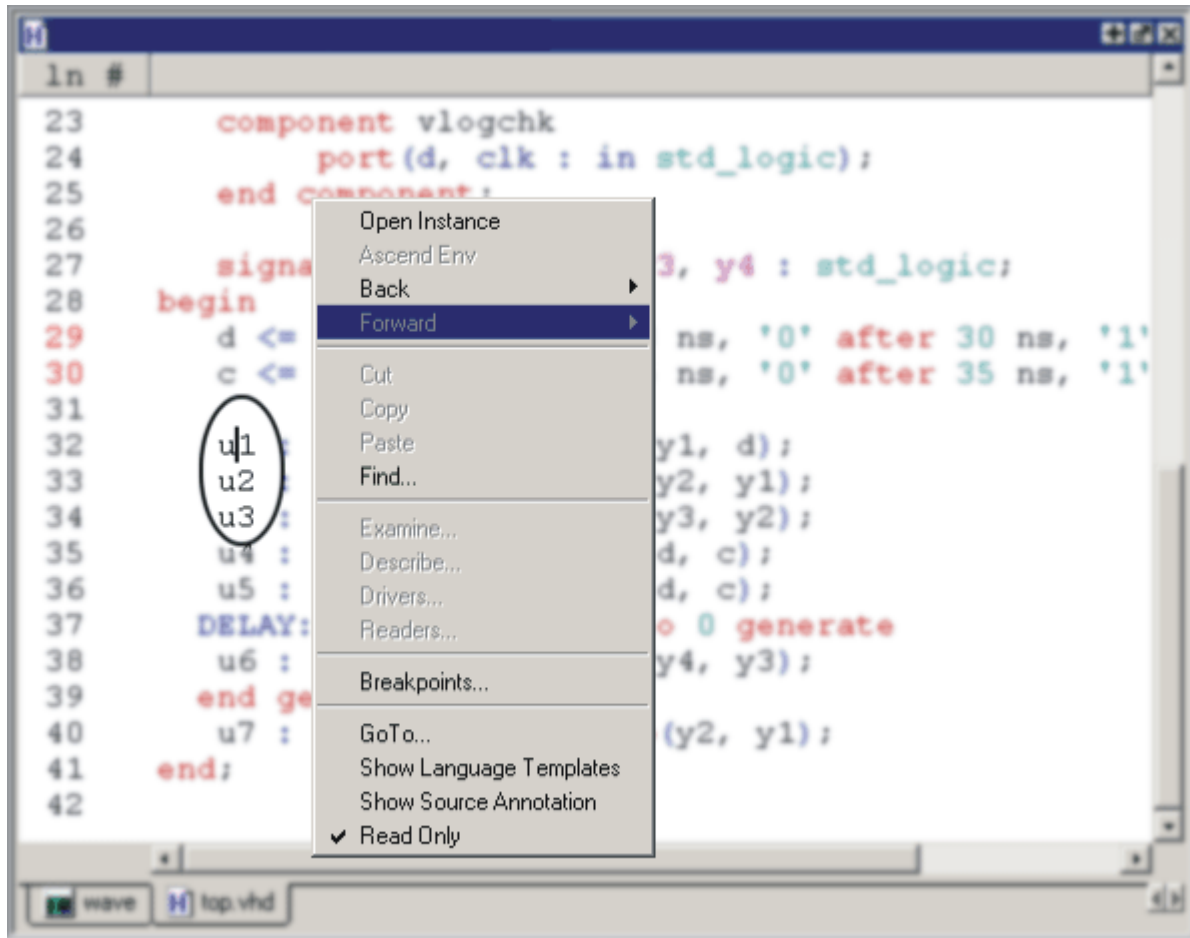 ln #
23 component vlogchk
24 port(d, clk : in std_logic);
25 end component;
26
27 signa 3, y4 : std_logic;
28 begin
29 d <= ns, '0' after 30 ns, '1'
30 c <= ns, '0' after 35 ns, '1'
31
32 u1 : y1, d);
33 u2 : y2, y1);
34 u3 : y3, y2);
35 u4 : d, c);
36 u5 : d, c);
37 DELAY: o 0 generate
38 u6 : y4, y3);
39 end ge
40 u7 : (y2, y1);
41 end;
42
Open Instance
Ascend Env
Back
Forward
Cut
Copy
Paste
Find...
Examine...
Describe...
Drivers...
Readers...
Breakpoints...
GoTo...
Show Language Templates
Show Source Annotation
Read Only
wave top.vhd